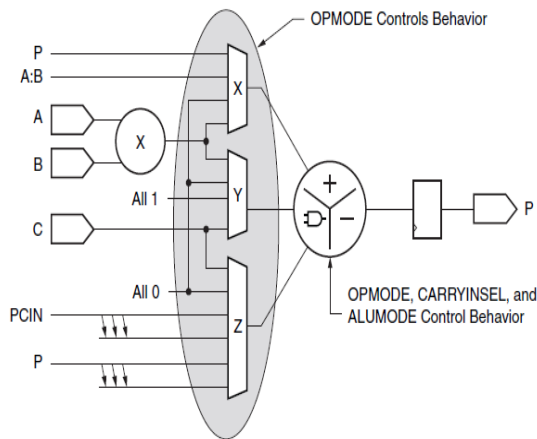 OPMODE Controls Behavior
P
A:B
X
A
X
B
All 1
Y
P
C
All 0
OPMODE, CARRYINSEL, and
ALUMODE Control Behavior
PCIN
Z
P